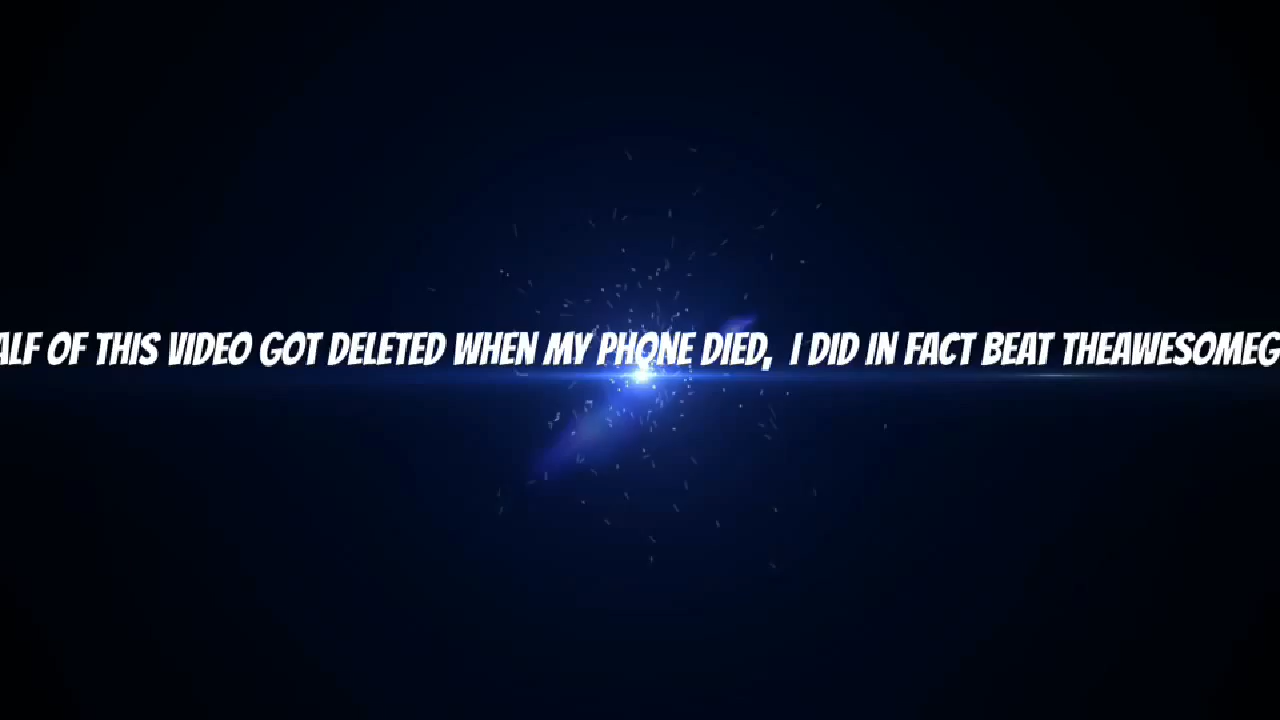 ALF OF THIS VIDEO GOT DELETED WHEN MY PHONE DIED, I DID IN FACT BEAT THEAWESOMEG